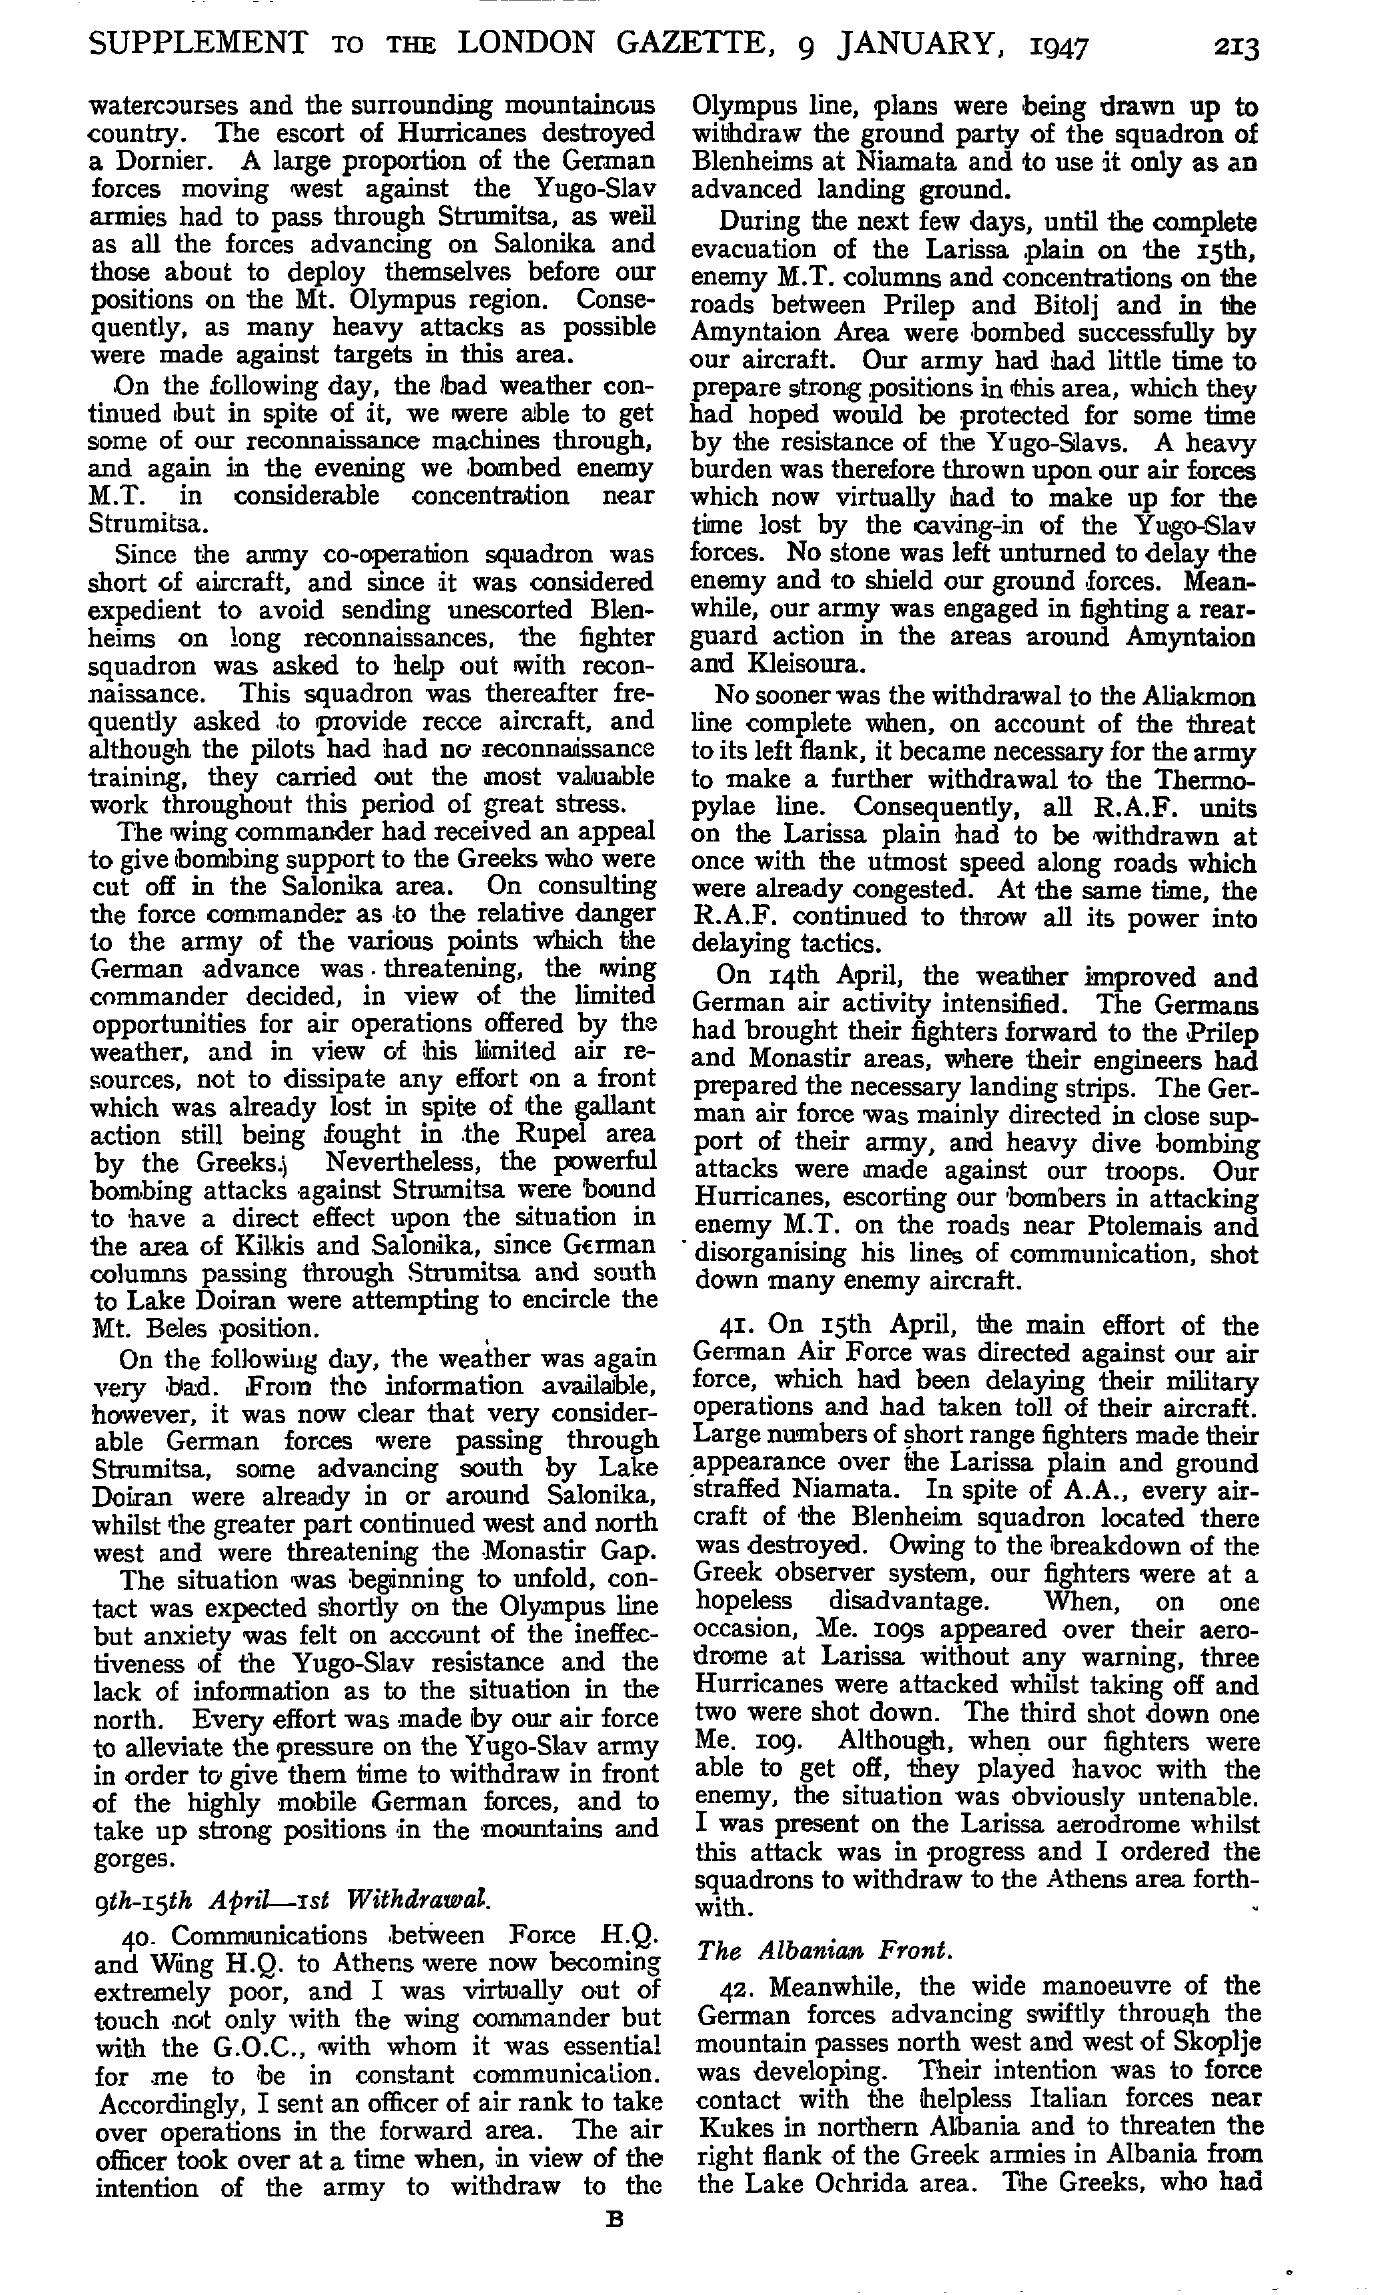 SUPPLEMENT TO THE LONDON GAZETTE, 9 JANUARY, 1947 213
watercourses and the surrounding mountainous
country. The escort of Hurricanes destroyed
a Dornier. A large proportion of the German
forces moving west against the Yugo-Slav
armies had to pass through Strumitsa, as well
as all the forces advancing on Salonika and
those about to deploy themselves before our
positions on the Mt. Olympus region. Conse-
quently, as many heavy attacks as possible
were made against targets in this area.
On the following day, the bad weather con-
tinued but in spite of it, we were able to get
some of our reconnaissance machines through,
and again in the evening we bombed enemy
M.T. in considerable concentration near
Strumitsa.
Since the army co-operation squadron was
short of aircraft, and since it was considered
expedient to avoid sending unescorted Blen-
heims on long reconnaissances, the fighter
squadron was asked to help out with recon-
naissance. This squadron was thereafter fre-
quently asked to provide recce aircraft, and
although the pilots had had no reconnaissance
training, they carried out the most valuable
work throughout this period of great stress.
The wing commander had received an appeal
to give bombing support to the Greeks who were
cut off in the Salonika area. On consulting
the force commander as to the relative danger
to the army of the various points which the
German advance was threatening, the wing
commander decided, in view of the limited
opportunities for air operations offered by the
weather, and in view of his limited air re-
sources, not to dissipate any effort on a front
which was already lost in spite of the gallant
action still being fought in the Rupel area
by the Greeks. Nevertheless, the powerful
bombing attacks against Strumitsa were bound
to have a direct effect upon the situation in
the area of Kilkis and Salonika, since German
columns passing through Strumitsa and south
to Lake Doiran were attempting to encircle the
Mt. Beles position.
On the following day, the weather was again
very bad. From the information available,
however, it was now clear that very consider-
able German forces were passing through
Strumitsa, some advancing south by Lake
Doiran were already in or around Salonika,
whilst the greater part continued west and north
west and were threatening the Monastir Gap.
The situation was beginning to unfold, con-
tact was expected shortly on the Olympus line
but anxiety was felt on account of the ineffec-
tiveness of the Yugo-Slav resistance and the
lack of information as to the situation in the
north. Every effort was made by our air force
to alleviate the pressure on the Yugo-Slav army
in order to give them time to withdraw in front
of the highly mobile German forces, and to
take up strong positions in the mountains and
gorges.
9th-15th April—1st Withdrawal.
40. Communications between Force H.Q.
and Wing H.Q. to Athens were now becoming
extremely poor, and I was virtually out of
touch not only with the wing commander but
with the G.O.C., with whom it was essential
for me to be in constant communication.
Accordingly, I sent an officer of air rank to take
over operations in the forward area. The air
officer took over at a time when, in view of the
intention of the army to withdraw to the
Olympus line, plans were being drawn up to
withdraw the ground party of the squadron of
Blenheims at Niamata and to use it only as an
advanced landing ground.
During the next few days, until the complete
evacuation of the Larissa plain on the 15th,
enemy M.T. columns and concentrations on the
roads between Prilep and Bitolj and in the
Amyntaion Area were bombed successfully by
our aircraft. Our army had had little time to
prepare strong positions in this area, which they
had hoped would be protected for some time
by the resistance of the Yugo-Slavs. A heavy
burden was therefore thrown upon our air forces
which now virtually had to make up for the
time lost by the caving-in of the Yugo-Slav
forces. No stone was left unturned to delay the
enemy and to shield our ground forces. Mean-
while, our army was engaged in fighting a rear-
guard action in the areas around Amyntaion
and Kleisoura.
No sooner was the withdrawal to the Aliakmon
line complete when, on account of the threat
to its left flank, it became necessary for the army
to make a further withdrawal to the Thermo-
pylae line. Consequently, all R.A.F. units
on the Larissa plain had to be withdrawn at
once with the utmost speed along roads which
were already congested. At the same time, the
R.A.F. continued to throw all its power into
delaying tactics.
On 14th April, the weather improved and
German air activity intensified. The Germans
had brought their fighters forward to the Prilep
and Monastir areas, where their engineers had
prepared the necessary landing strips. The Ger-
man air force was mainly directed in close sup-
port of their army, and heavy dive bombing
attacks were made against our troops. Our
Hurricanes, escorting our bombers in attacking
enemy M.T. on the roads near Ptolemais and
disorganising his lines of communication, shot
down many enemy aircraft.
41. On 15th April, the main effort of the
German Air Force was directed against our air
force, which had been delaying their military
operations and had taken toll of their aircraft.
Large numbers of short range fighters made their
appearance over the Larissa plain and ground
straffed Niamata. In spite of A.A., every air-
craft of the Blenheim squadron located there
was destroyed. Owing to the breakdown of the
Greek observer system, our fighters were at a
hopeless disadvantage. When, on one
occasion, Me. 109s appeared over their aero-
drome at Larissa without any warning, three
Hurricanes were attacked whilst taking off and
two were shot down. The third shot down one
Me. 109. Although, when our fighters were
able to get off, they played havoc with the
enemy, the situation was obviously untenable.
I was present on the Larissa aerodrome whilst
this attack was in progress and I ordered the
squadrons to withdraw to the Athens area forth-
with.
The Albanian Front.
42. Meanwhile, the wide manoeuvre of the
German forces advancing swiftly through the
mountain passes north west and west of Skoplje
was developing. Their intention was to force
contact with the helpless Italian forces near
Kukes in northern Albania and to threaten the
right flank of the Greek armies in Albania from
the Lake Ochrida area. The Greeks, who had
B